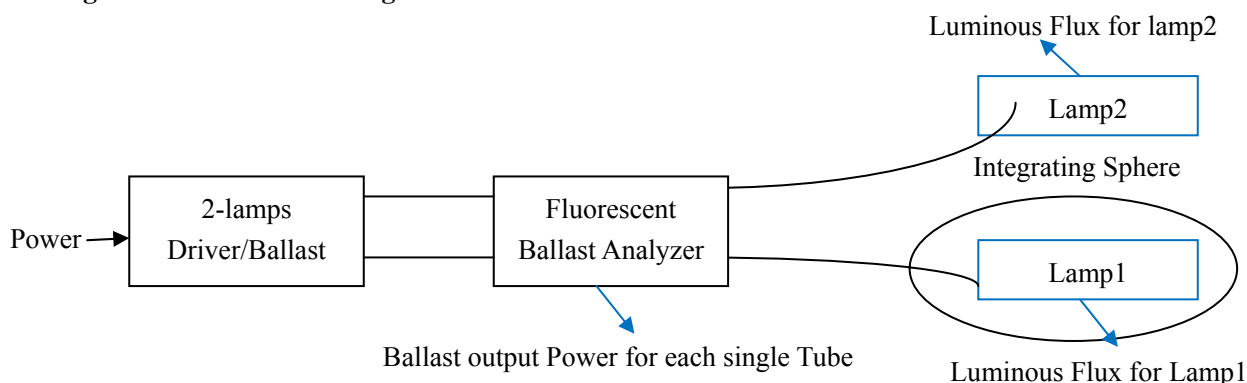 Luminous Flux for lamp2
Lamp2
Integrating Sphere
2-lamps
Driver/Ballast
Fluorescent
Ballast Analyzer
Power
Lamp1
Ballast output Power for each single Tube
Luminous Flux for Lamp1